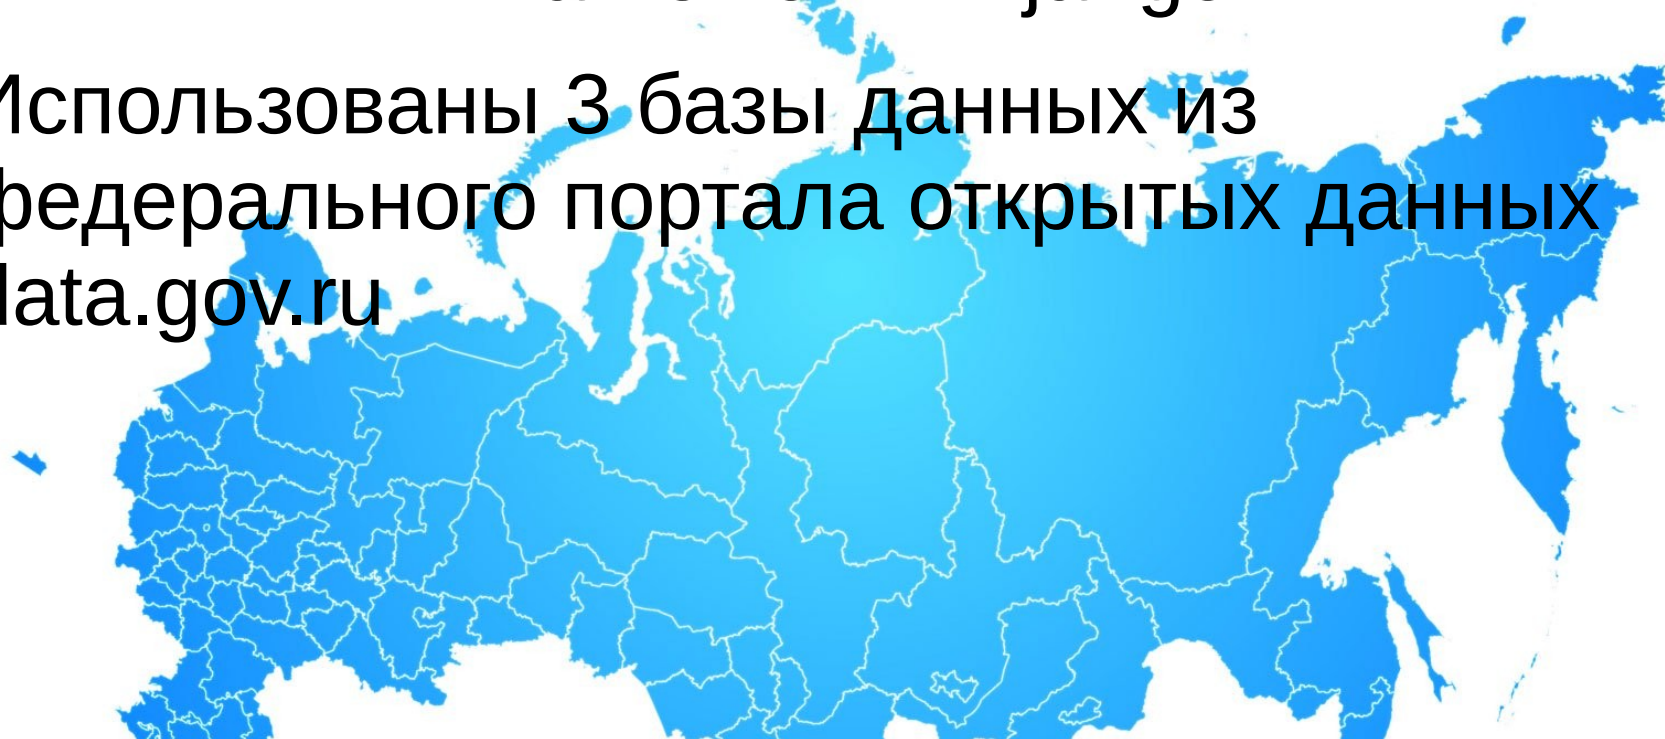 Использованы 3 базы данных из
федерального портала открытых данных
data.gov.ru